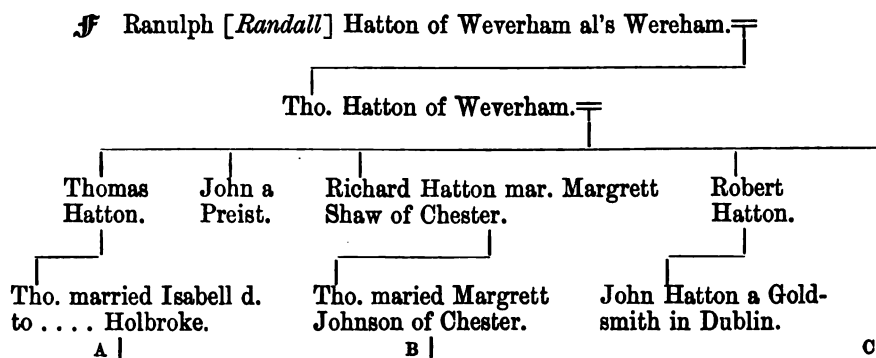 F Ranulph [Randall] Hatton of Weverham al's Wereham.
Tho. Hatton of Weverham.
Thomas
Hatton.
John a
Preist.
Richard Hatton mar. Margrett
Shaw of Chester.
Robert
Hatton.
Tho. married Isabell d.
to .... Holbroke.
Tho. maried Margrett
Johnson of Chester.
John Hatton a Gold-
smith in Dublin.
A
B
C